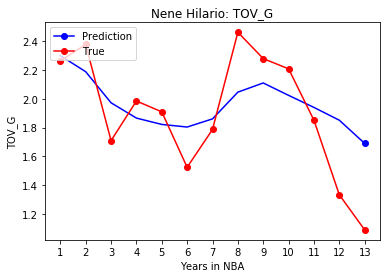 Nene Hilario: TOV_G
Prediction
True
TOV_G
2.4
2.2
2.0
1.8
1.6
1.4
1.2
1 2 3 4 5 6 7 8 9 10 11 12 13
Years in NBA